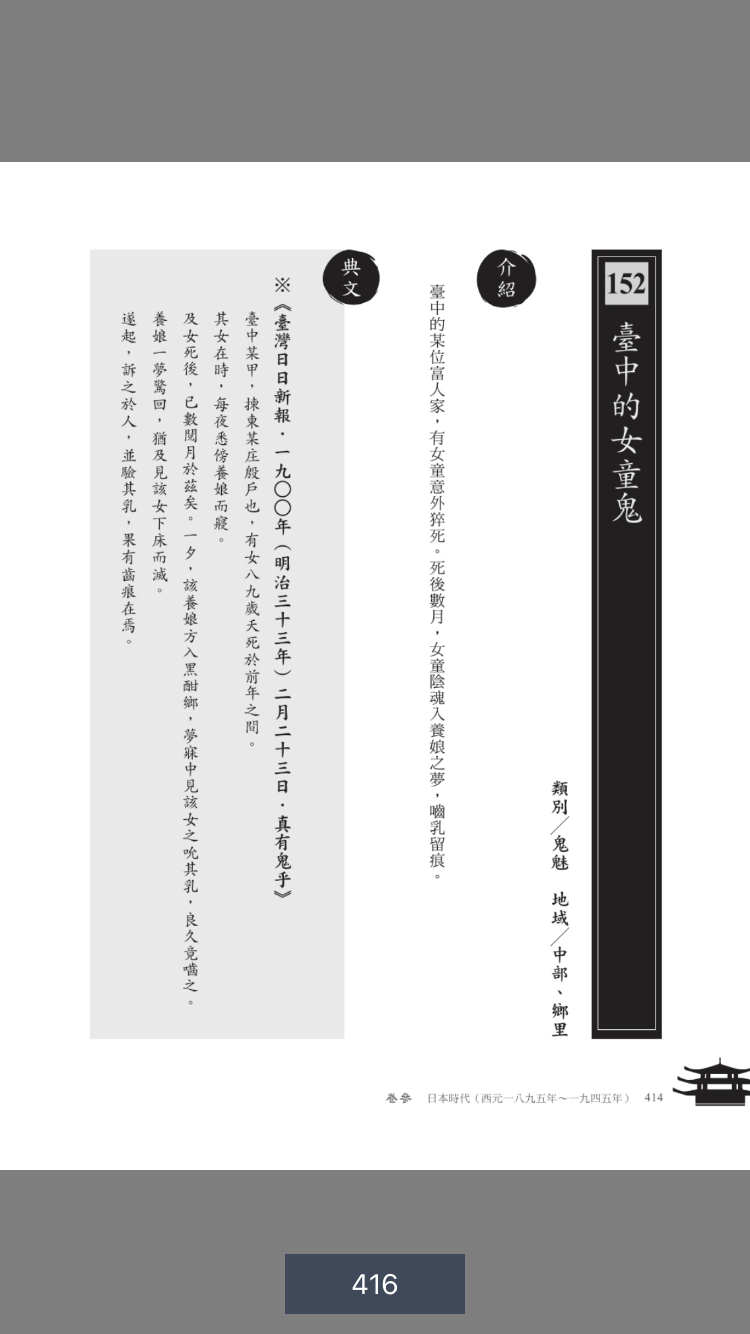 152 臺中的女童鬼
類別／鬼魅　地域／中部、鄉里
介紹
臺中的某位富人家，有女童意外猝死。死後數月，女童陰魂入養娘之夢，嚙乳留痕。
典文
※《臺灣日日新報．一九〇〇年（明治三十三年）二月二十三日．真有鬼乎》
臺中某甲，揀東某庄殷戶也，有女八九歲夭死於前年之間。
其女在時，每夜悉傍養娘而寢。
及女死後，已數閱月於茲矣。一夕，該養娘方入黑酣鄉，夢寐中見該女之吮其乳，良久竟嚙之。
養娘一夢驚回，猶及見該女下床而滅。
遂起，訴之於人，並驗其乳，果有齒痕在焉。
卷參　日本時代（西元一八九五年～一九四五年）　414
416